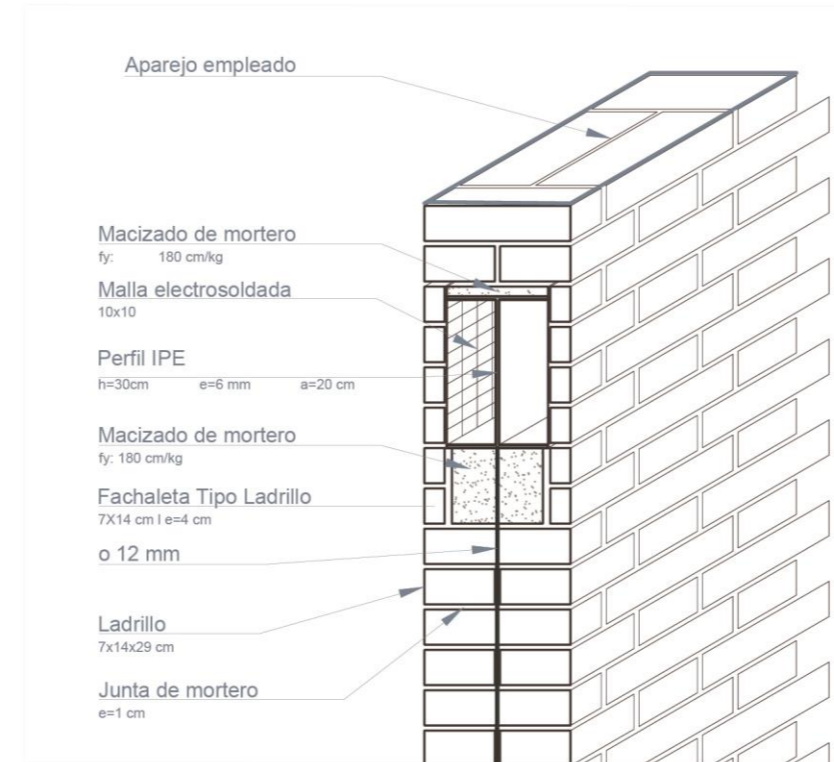 Aparejo empleado
Macizado de mortero
fy: 180 cm/kg
Malla electrosoldada
10x10
Perfil IPE
h=30cm e=6 mm a=20 cm
Macizado de mortero
fy: 180 cm/kg
Fachaleta Tipo Ladrillo
7X14 cm l e=4 cm
o 12 mm
Ladrillo
7x14x29 cm
Junta de mortero
e=1 cm